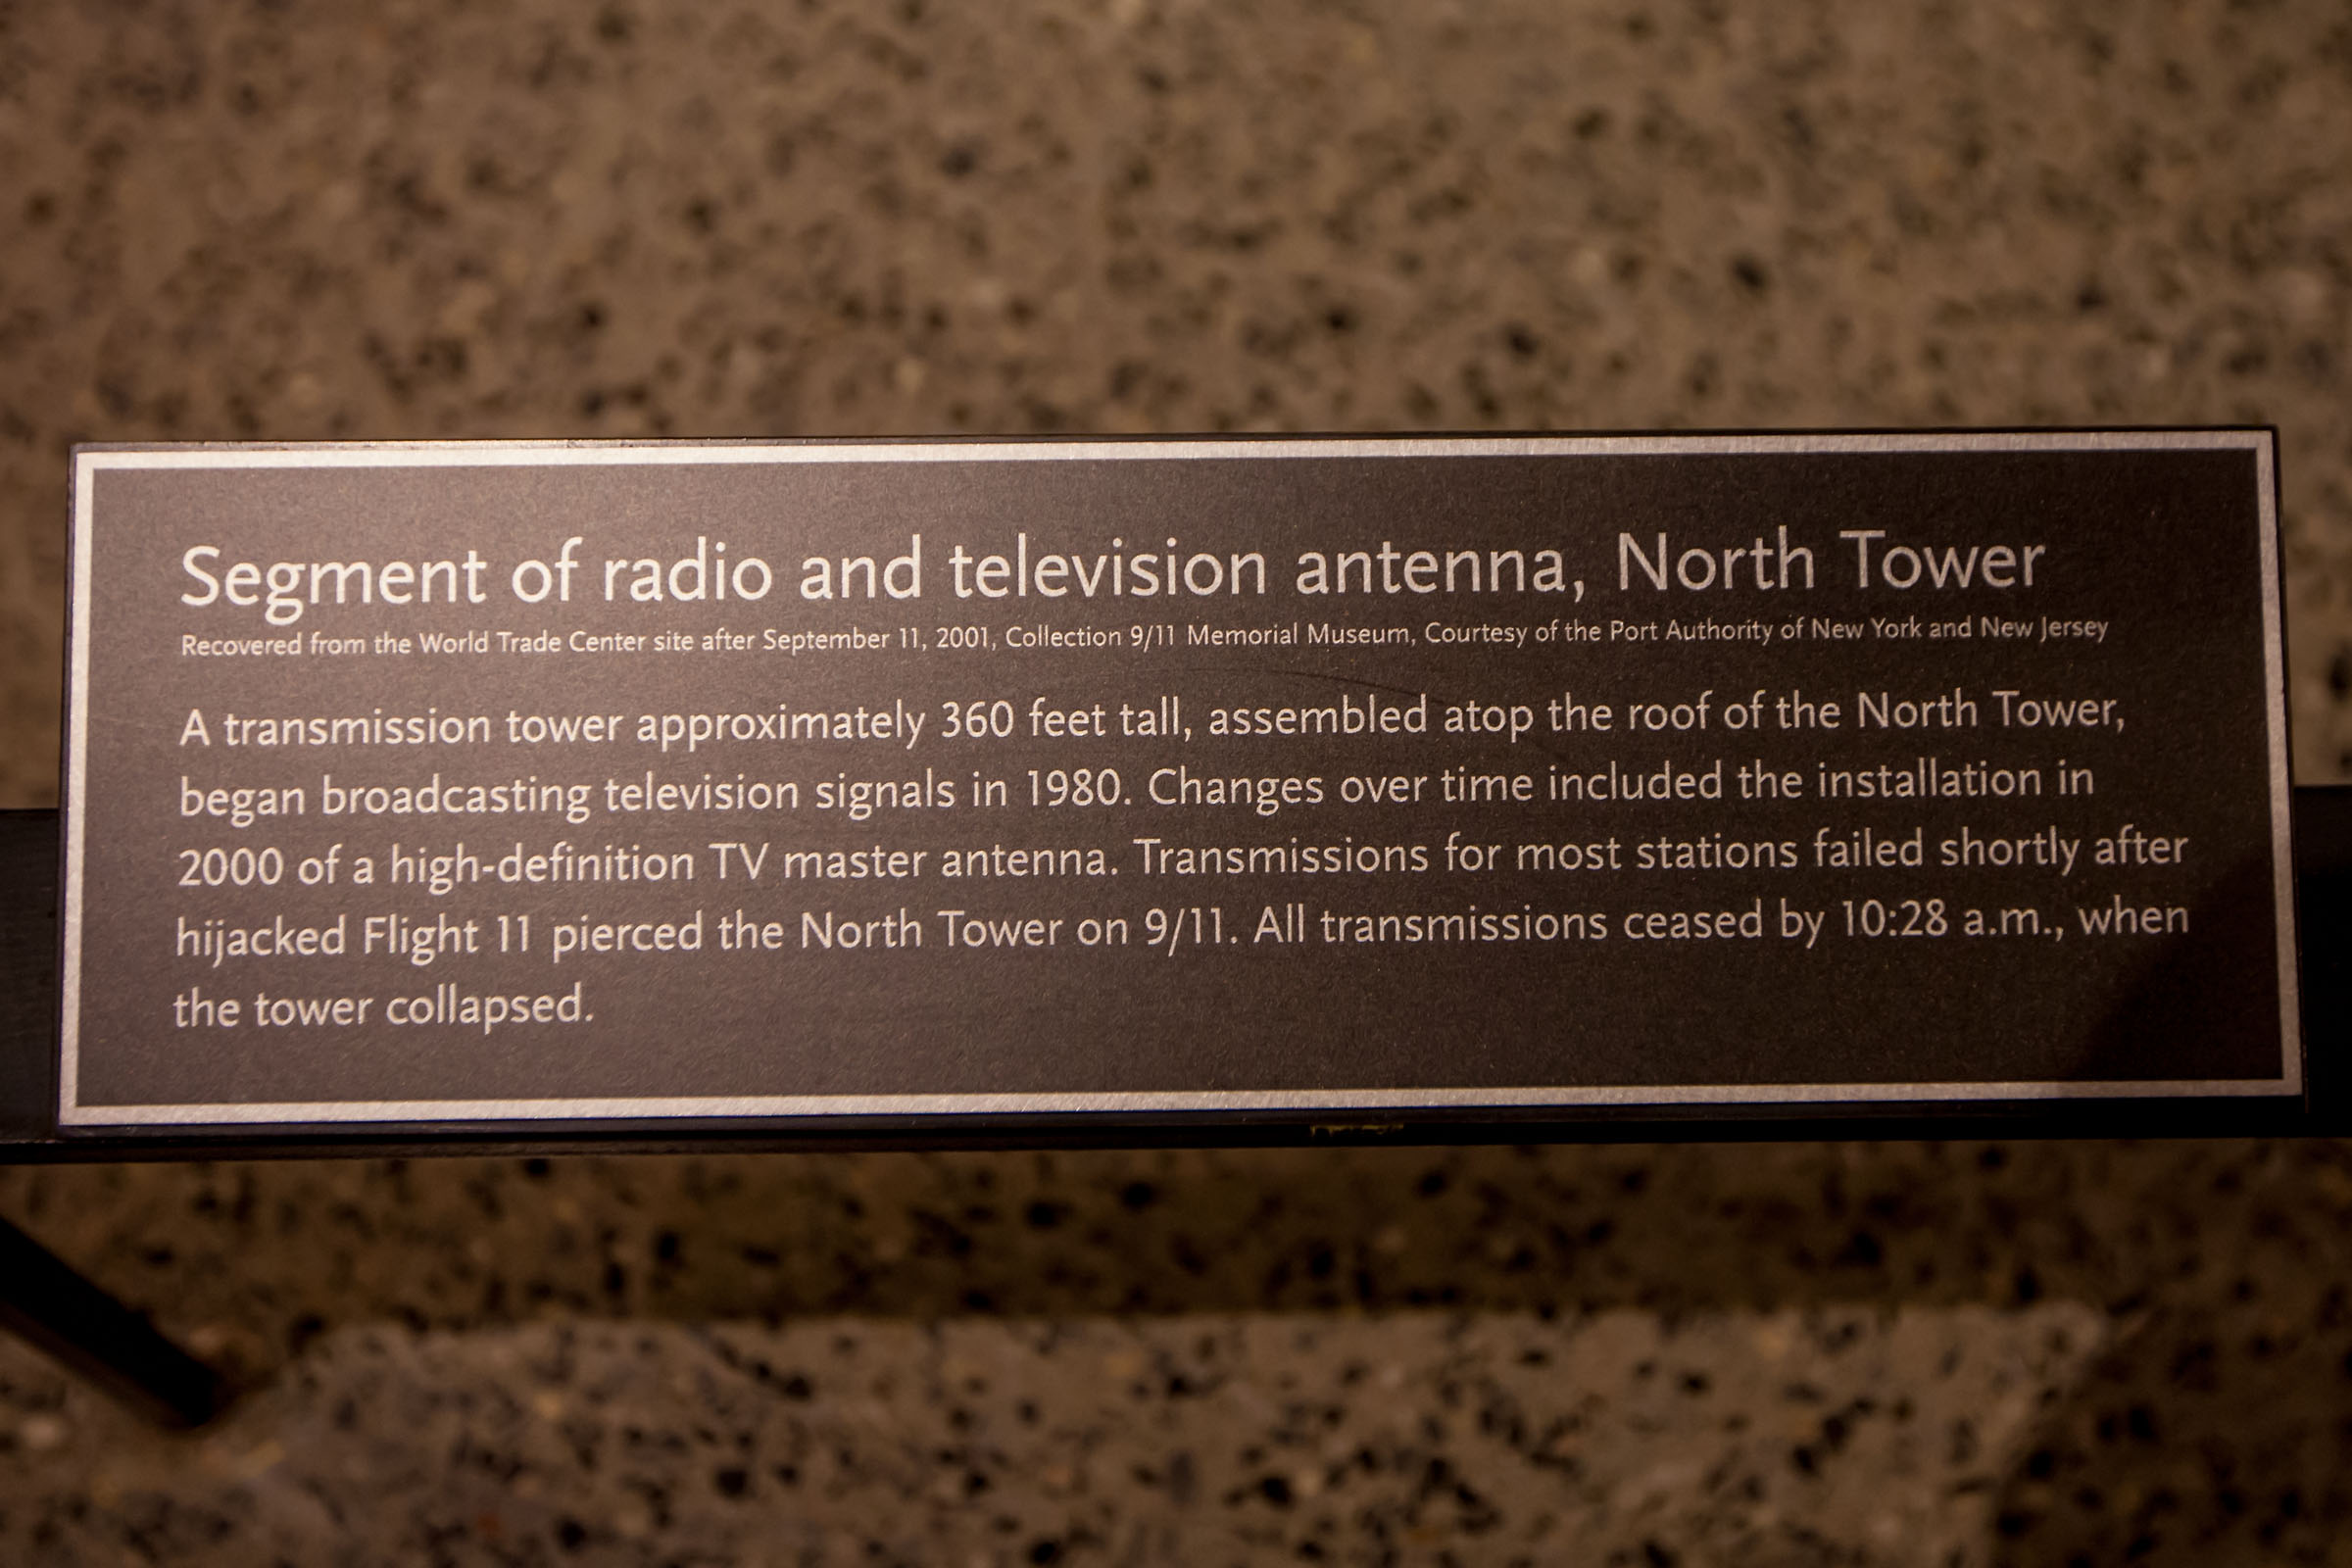 Segment of radio and television antenna, North Tower
Recovered from the World Trade Center site after September 11, 2001, Collection 9/11 Memorial Museum, Courtesy of the Port Authority of New York and New Jersey
A transmission tower approximately 360 feet tall, assembled atop the roof of the North Tower,
began broadcasting television signals in 1980. Changes over time included the installation in
2000 of a high-definition TV master antenna. Transmissions for most stations failed shortly after
hijacked Flight 11 pierced the North Tower on 9/11. All transmissions ceased by 10:28 a.m., when
the tower collapsed.